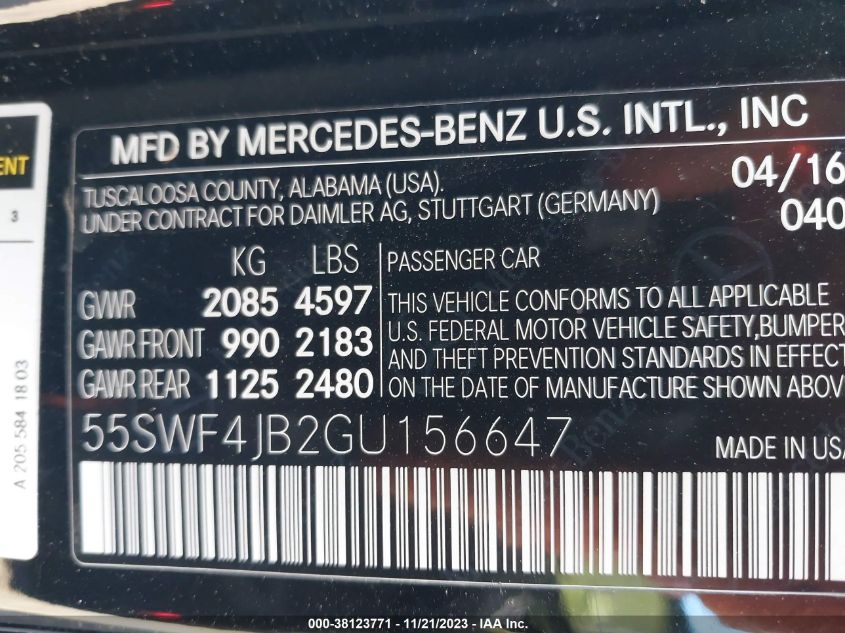 MFD BY MERCEDES-BENZ U.S. INTL., INC
TUSCALOOSA COUNTY, ALABAMA (USA).
UNDER CONTRACT FOR DAIMLER AG, STUTTGART (GERMANY)
04/16
040
KG LBS
GVWR 2085 4597
GAWR FRONT 990 2183
GAWR REAR 1125 2480
PASSENGER CAR
THIS VEHICLE CONFORMS TO ALL APPLICABLE
U.S. FEDERAL MOTOR VEHICLE SAFETY,BUMPER
AND THEFT PREVENTION STANDARDS IN EFFECT
ON THE DATE OF MANUFACTURE SHOWN ABOV
55SWF4JB2GU156647
MADE IN USA
ENT
3
A 205 584 18 03
000-38123771 - 11/21/2023 - IAA Inc.